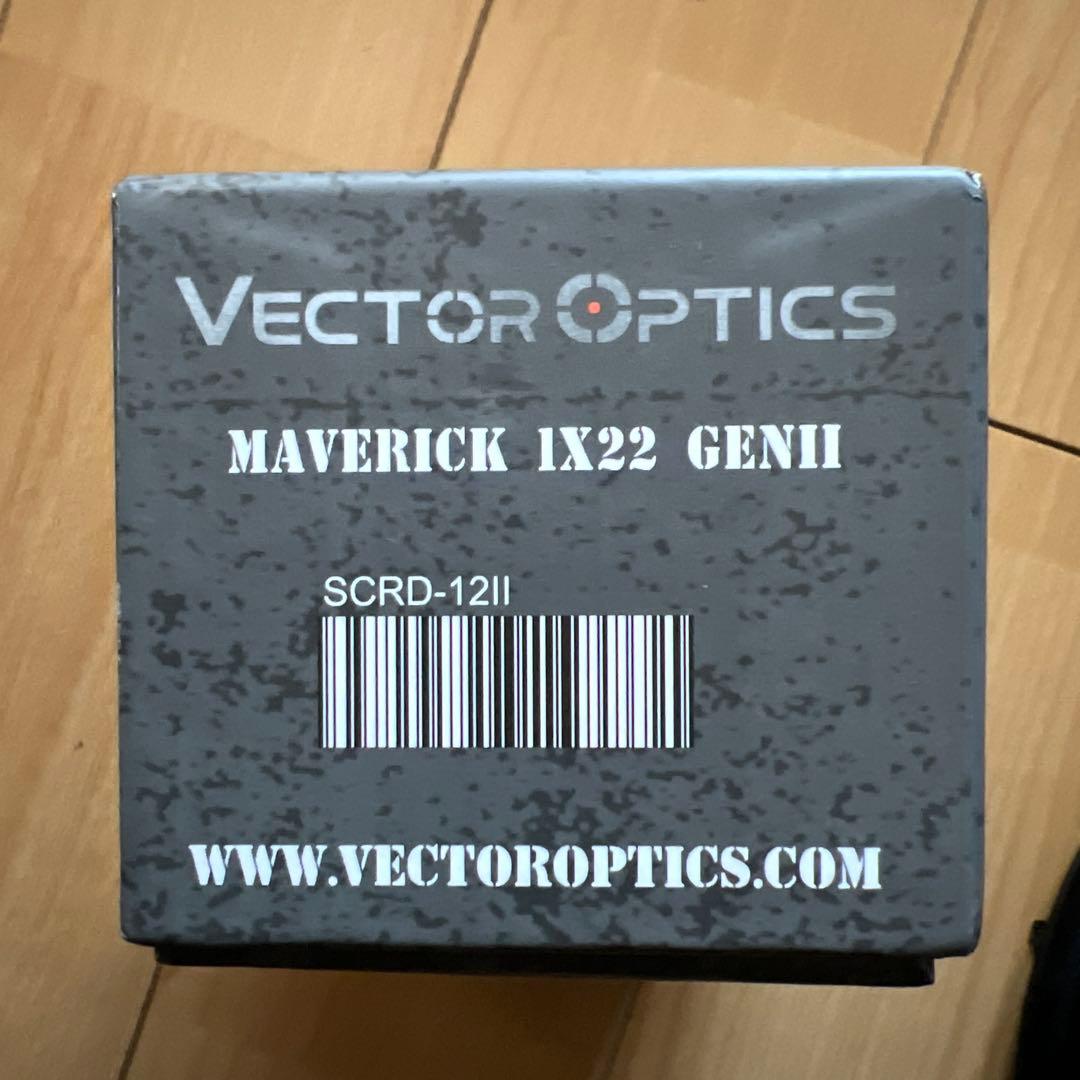 VECTOR OPTICS
MAVERICK 1X22 GENII
SCRD-12II
WWW.VECTOROPTICS.COM